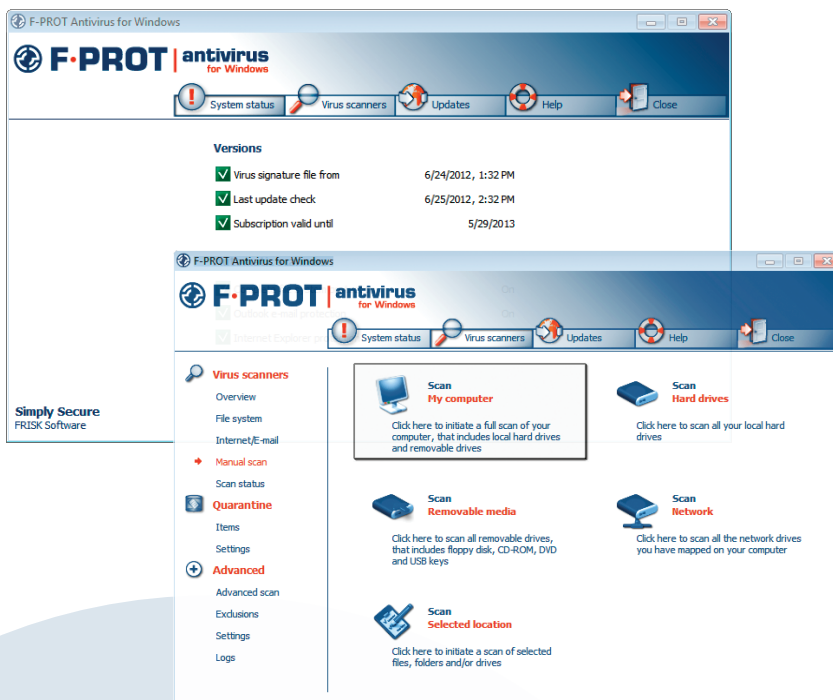 F-PROT Antivirus for Windows
F·PROT antivirus
for Windows
System status
Virus scanners
Updates
Help
Close
Versions
Virus signature file from 6/24/2012, 1:32 PM
Last update check 6/25/2012, 2:32 PM
Subscription valid until 5/29/2013
Simply Secure
FRISK Software
F-PROT Antivirus for Windows
F·PROT antivirus
for Windows
On
Outlook e-mail protection On
Internet Explorer pro
System status
Virus scanners
Updates
Help
Close
Virus scanners
Overview
File system
Internet/E-mail
Manual scan
Scan status
Quarantine
Items
Settings
Advanced
Advanced scan
Exclusions
Settings
Logs
Scan
My computer
Click here to initiate a full scan of your
computer, that includes local hard drives
and removable drives
Scan
Hard drives
Click here to scan all your local hard
drives
Scan
Removable media
Click here to scan all removable drives,
that includes floppy disk, CD-ROM, DVD
and USB keys
Scan
Network
Click here to scan all the network drives
you have mapped on your computer
Scan
Selected location
Click here to initiate a scan of selected
files, folders and/or drives